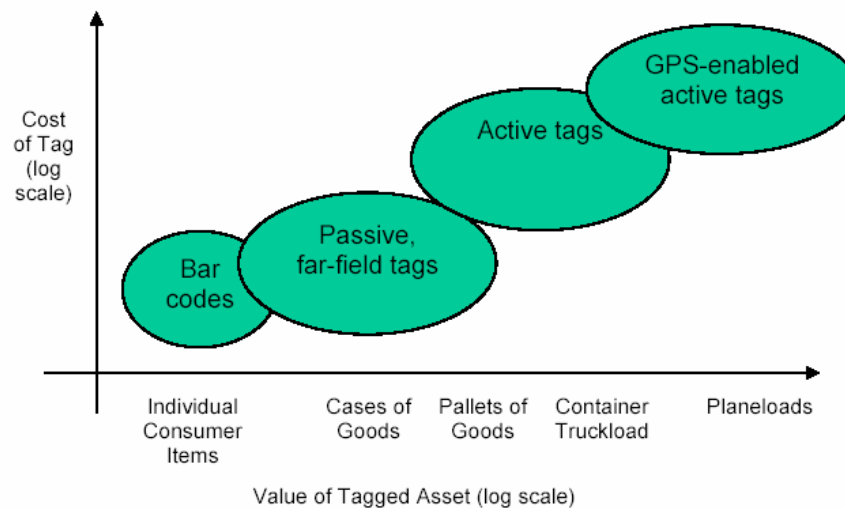 Cost
of Tag
(log
scale)
GPS-enabled
active tags
Active tags
Passive,
far-field tags
Bar
codes
Individual
Consumer
Items
Cases of
Goods
Pallets of
Goods
Container
Truckload
Planeloads
Value of Tagged Asset (log scale)